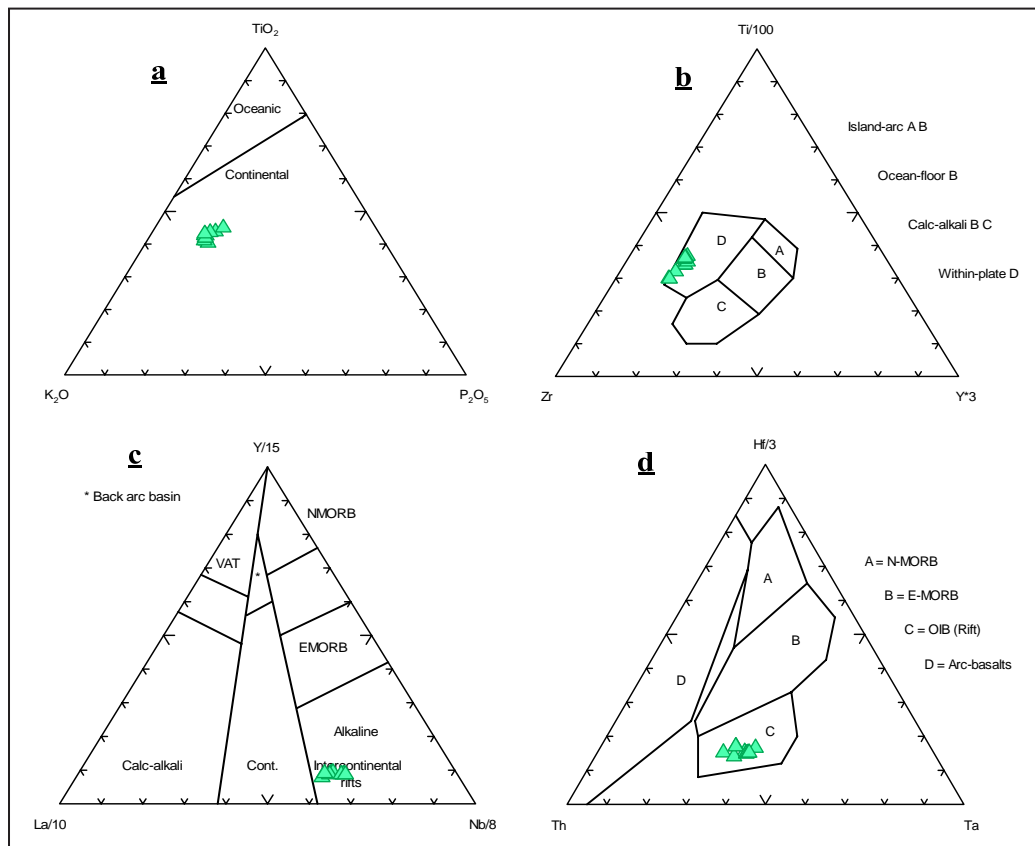 TiO₂
a
Oceanic
Continental
K₂O
P₂O₅
Ti/100
b
Island-arc A B
Ocean-floor B
Calc-alkali B C
Within-plate D
D
A
B
C
Zr
Y*3
Y/15
c
* Back arc basin
NMORB
VAT
*
EMORB
Alkaline
Calc-alkali
Cont.
Intercontinental
rifts
La/10
Nb/8
Hf/3
d
A = N-MORB
B = E-MORB
C = OIB (Rift)
D = Arc-basalts
A
B
D
C
Th
Ta